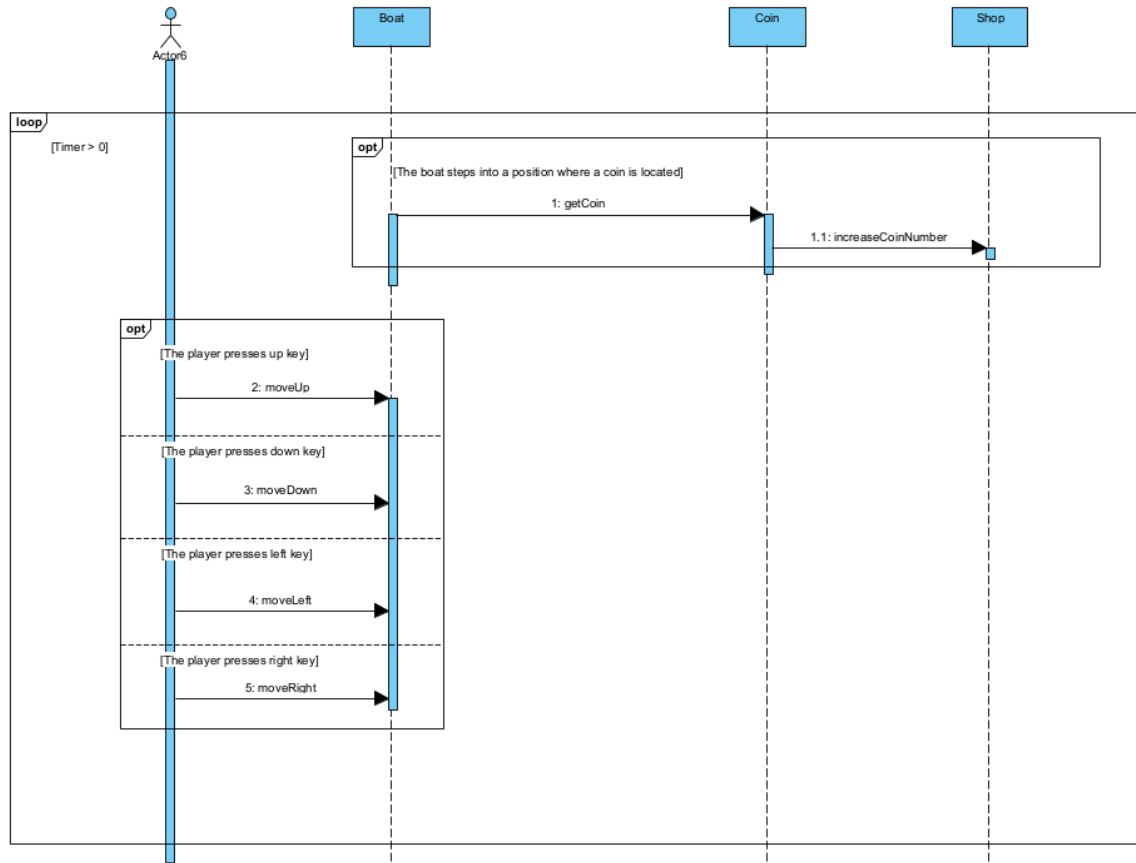 Boat
Coin
Shop
Actor6
loop
[Timer > 0]
opt
[The boat steps into a position where a coin is located]
1: getCoin
1.1: increaseCoinNumber
opt
[The player presses up key]
2: moveUp
[The player presses down key]
3: moveDown
[The player presses left key]
4: moveLeft
[The player presses right key]
5: moveRight